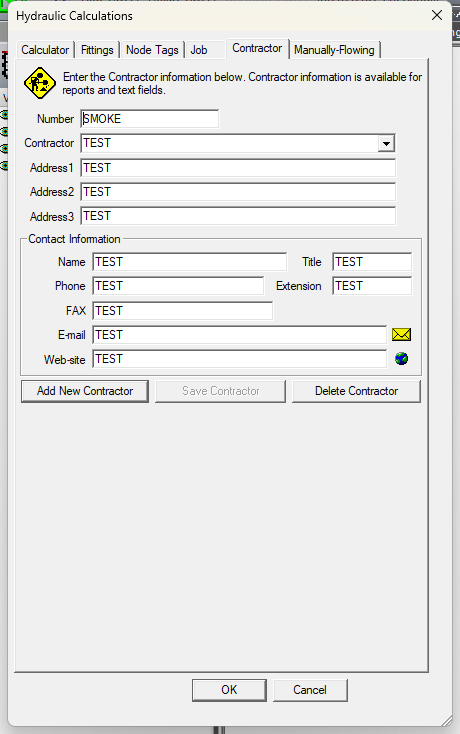 Hydraulic Calculations
Calculator Fittings Node Tags Job Contractor Manually-Flowing
Enter the Contractor information below. Contractor information is available for
reports and text fields.
Number SMOKE
Contractor TEST
Address1 TEST
Address2 TEST
Address3 TEST
Contact Information
Name TEST Title TEST
Phone TEST Extension TEST
FAX TEST
E-mail TEST
Web-site TEST
Add New Contractor Save Contractor Delete Contractor
OK Cancel